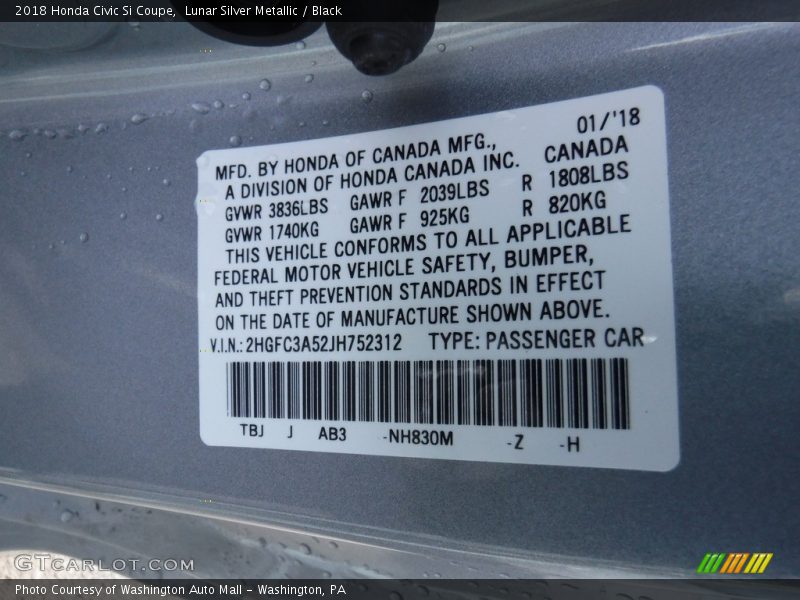 2018 Honda Civic Si Coupe,  Lunar Silver Metallic / Black
01/'18
MFD. BY HONDA OF CANADA MFG.,
A DIVISION OF HONDA CANADA INC. CANADA
GVWR 3836LBS GAWR F 2039LBS R 1808LBS
GVWR 1740KG GAWR F 925KG R 820KG
THIS VEHICLE CONFORMS TO ALL APPLICABLE
FEDERAL MOTOR VEHICLE SAFETY, BUMPER,
AND THEFT PREVENTION STANDARDS IN EFFECT
ON THE DATE OF MANUFACTURE SHOWN ABOVE.
V.I.N.: 2HGFC3A52JH752312 TYPE: PASSENGER CAR
TBJ J AB3 -NH830M -Z -H
GTCARLOT.COM
Photo Courtesy of Washington Auto Mall - Washington, PA